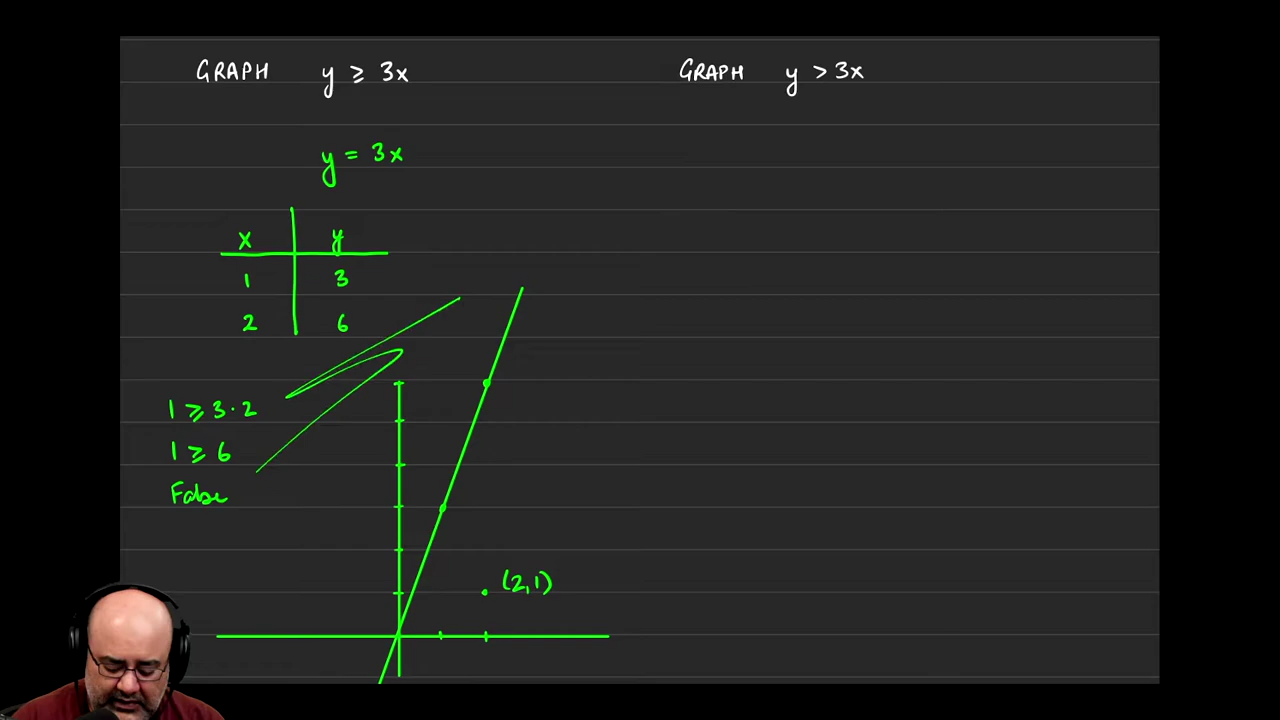 GRAPH y ≥ 3x
y = 3x
x y
1 3
2 6
1 ≥ 3·2
1 ≥ 6
False
(2,1)
GRAPH y > 3x